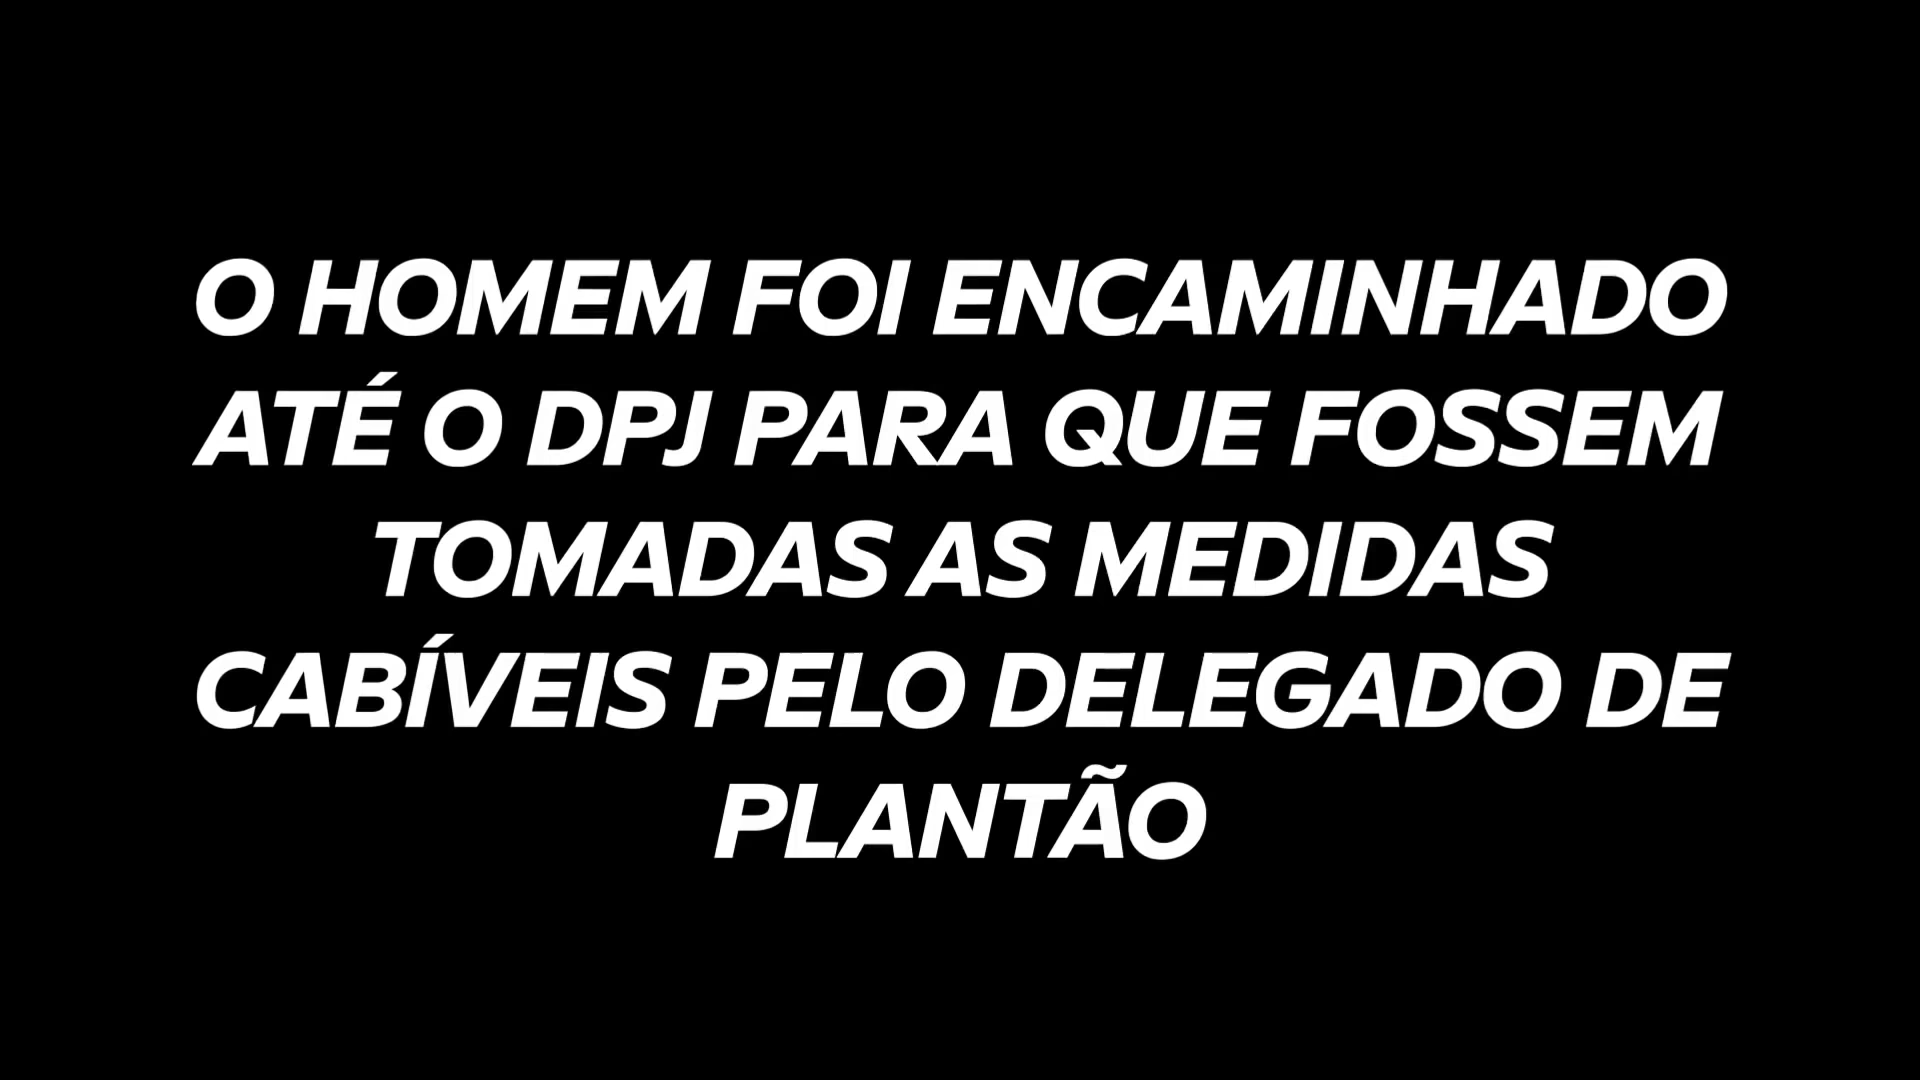 O HOMEM FOI ENCAMINHADO
ATÉ O DPJ PARA QUE FOSSEM
TOMADAS AS MEDIDAS
CABÍVEIS PELO DELEGADO DE
PLANTÃO